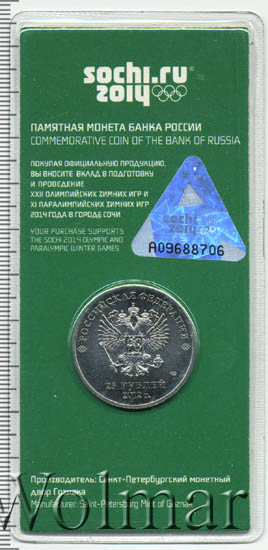 sochi.ru
2014
ПАМЯТНАЯ МОНЕТА БАНКА РОССИИ
COMMEMORATIVE COIN OF THE BANK OF RUSSIA
ПОКУПАЯ ОФИЦИАЛЬНУЮ ПРОДУКЦИЮ,
ВЫ ВНОСИТЕ ВКЛАД В ПОДГОТОВКУ
И ПРОВЕДЕНИЕ
XXII ОЛИМПИЙСКИХ ЗИМНИХ ИГР И
XI ПАРАЛИМПИЙСКИХ ЗИМНИХ ИГР
2014 ГОДА В ГОРОДЕ СОЧИ
YOUR PURCHASE SUPPORTS
THE SOCHI 2014 OLYMPIC AND
PARALYMPIC WINTER GAMES
sochi
2014
A09688706
РОССИЙСКАЯ ФЕДЕРАЦИЯ
25 РУБЛЕЙ
2012 г.
Производитель: Санкт-Петербургский монетный
двор Гознака
Manufacturer: Saint-Petersburg Mint of Goznak
Wolmar